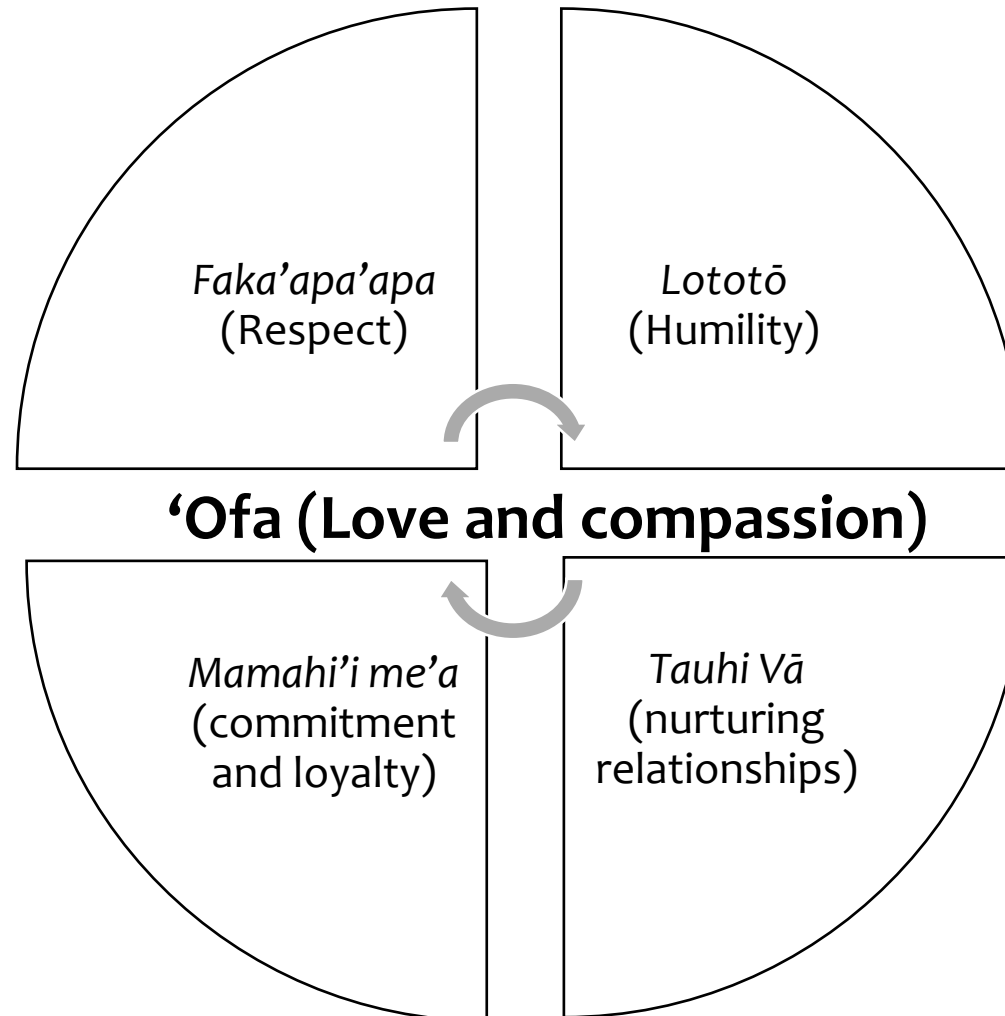 Faka’apa’apa
(Respect)
Lototō
(Humility)
‘Ofa (Love and compassion)
Mamahi’i me’a
(commitment
and loyalty)
Tauhi Vā
(nurturing
relationships)